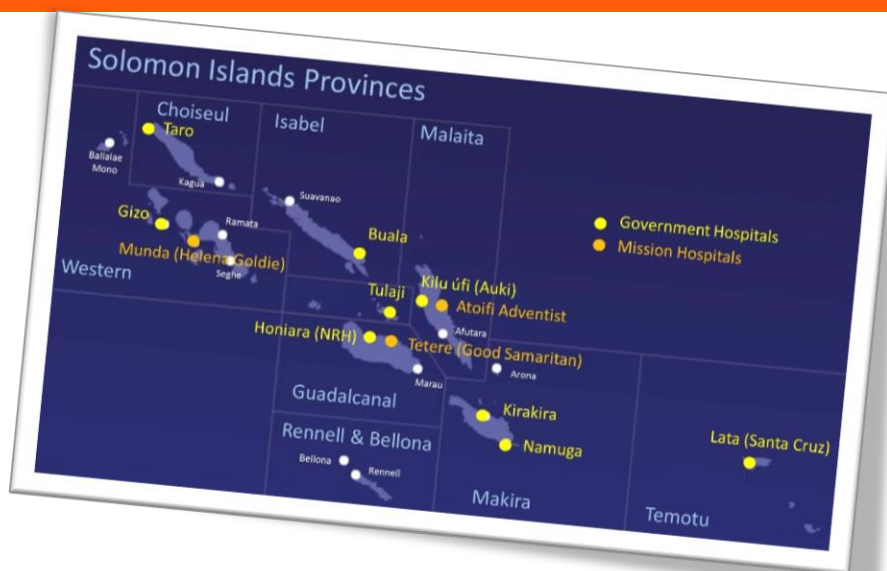 Solomon Islands Provinces
Choiseul
Isabel
Malaita
Taro
Ballalae
Mono
Kagua
Suavanao
Government Hospitals
Mission Hospitals
Gizo
Ramata
Buala
Munda (Helena Goldie)
Seghe
Western
Kilu úfi (Auki)
Tulaji
Atoifi Adventist
Honiara (NRH)
Afutara
Tetere (Good Samaritan)
Marau
Arona
Guadalcanal
Kirakira
Rennell & Bellona
Namuga
Lata (Santa Cruz)
Bellona
Rennell
Makira
Temotu